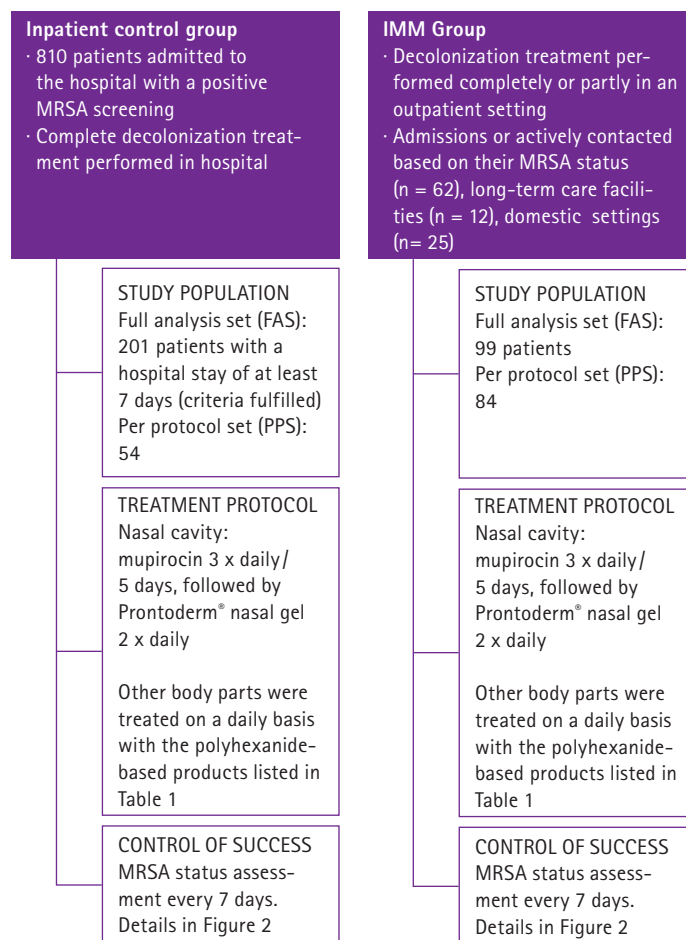 Inpatient control group
· 810 patients admitted to
the hospital with a positive
MRSA screening
· Complete decolonization treat-
ment performed in hospital
STUDY POPULATION
Full analysis set (FAS):
201 patients with a
hospital stay of at least
7 days (criteria fulfilled)
Per protocol set (PPS):
54
TREATMENT PROTOCOL
Nasal cavity:
mupirocin 3 x daily/
5 days, followed by
Prontoderm® nasal gel
2 x daily
Other body parts were
treated on a daily basis
with the polyhexanide-
based products listed in
Table 1
CONTROL OF SUCCESS
MRSA status assess-
ment every 7 days.
Details in Figure 2
IMM Group
· Decolonization treatment per-
formed completely or partly in an
outpatient setting
· Admissions or actively contacted
based on their MRSA status
(n = 62), long-term care facili-
ties (n = 12), domestic settings
(n= 25)
STUDY POPULATION
Full analysis set (FAS):
99 patients
Per protocol set (PPS):
84
TREATMENT PROTOCOL
Nasal cavity:
mupirocin 3 x daily/
5 days, followed by
Prontoderm® nasal gel
2 x daily
Other body parts were
treated on a daily basis
with the polyhexanide-
based products listed in
Table 1
CONTROL OF SUCCESS
MRSA status assess-
ment every 7 days.
Details in Figure 2